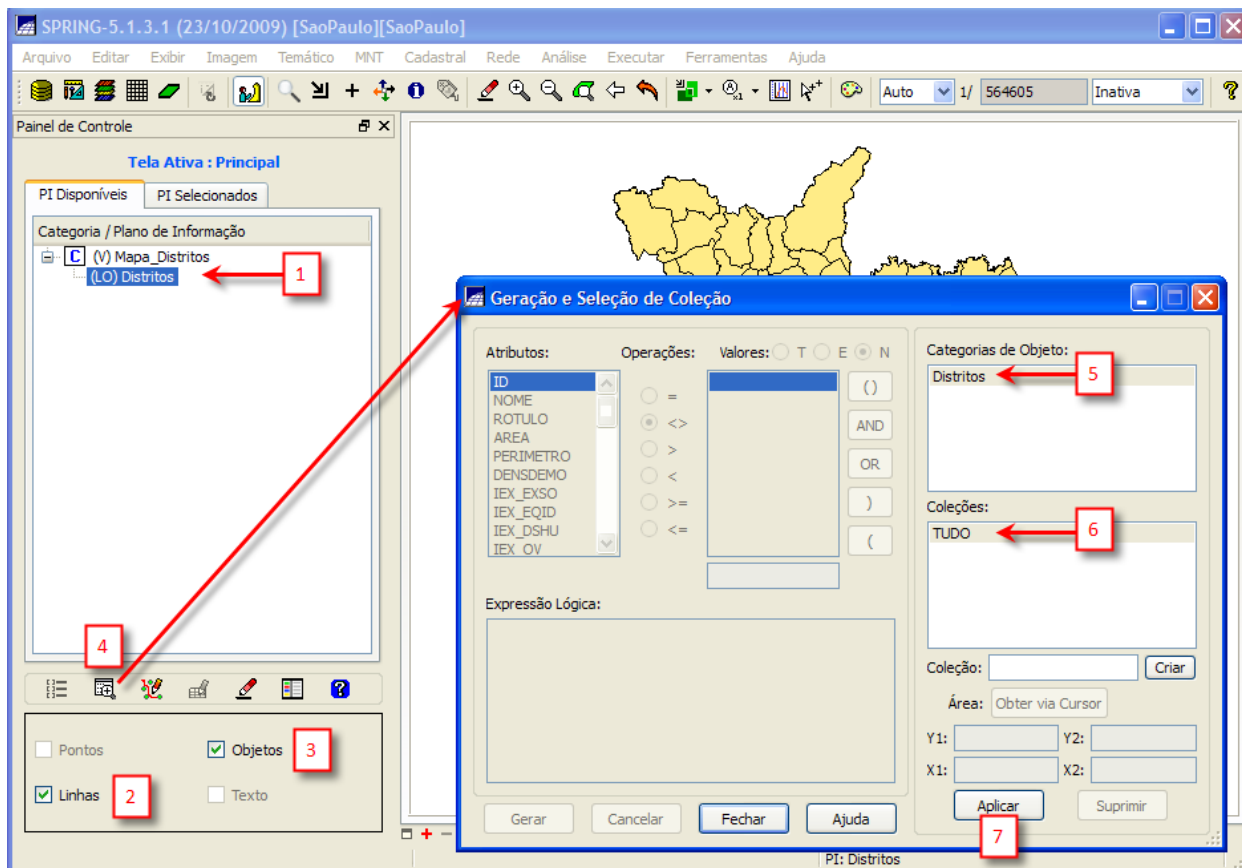 SPRING-5.1.3.1 (23/10/2009) [SaoPaulo][SaoPaulo]
Arquivo Editar Exibir Imagem Temático MNT Cadastral Rede Análise Executar Ferramentas Ajuda
Auto 1/ 564605 Inativa
Painel de Controle
Tela Ativa : Principal
PI Disponíveis PI Selecionados
Categoria / Plano de Informação
C (V) Mapa_Distritos
(LO) Distritos
1
4
Pontos
Objetos
3
Linhas
2
Texto
Geração e Seleção de Coleção
Atributos:
Operações:
Valores: T E N
ID
NOME
ROTULO
AREA
PERIMETRO
DENSDEMO
IEX_EXSO
IEX_EQID
IEX_DSHU
IEX_OV
=
<>
>
<
>=
<=
()
AND
OR
)
(
Expressão Lógica:
Gerar Cancelar Fechar Ajuda
Categorias de Objeto:
Distritos
5
Coleções:
TUDO
6
Coleção: Criar
Área: Obter via Cursor
Y1: Y2:
X1: X2:
Aplicar Suprimir
7
PI: Distritos